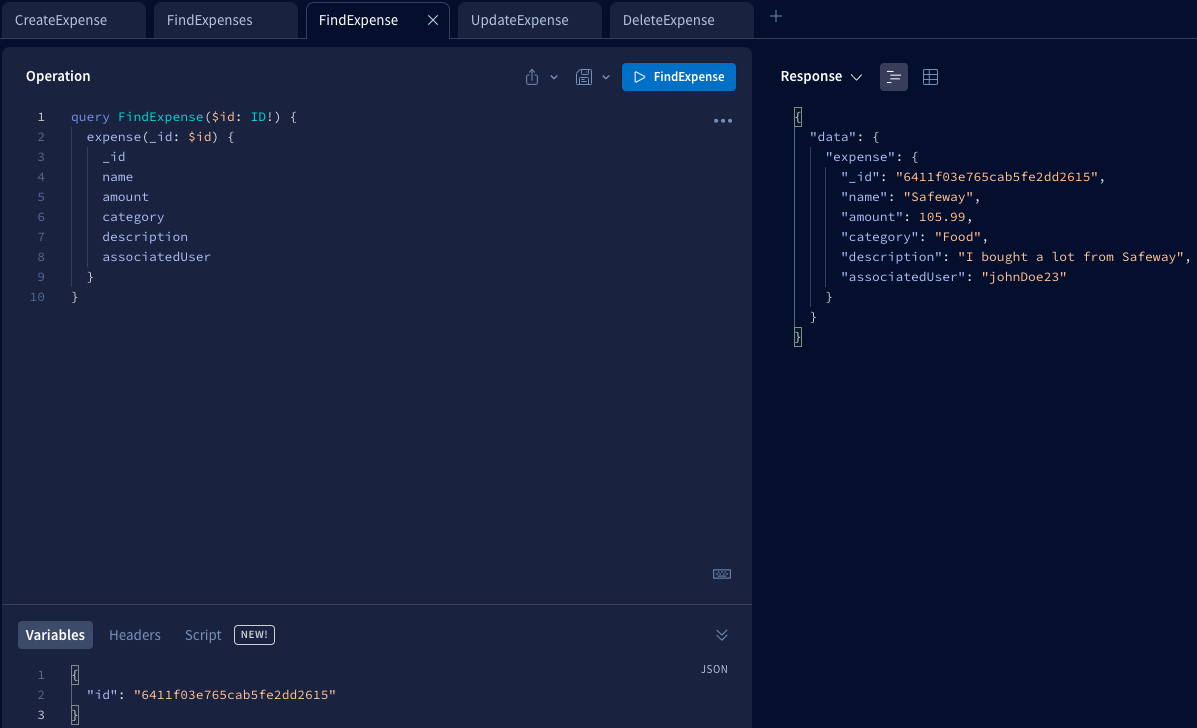 CreateExpense
FindExpenses
FindExpense
UpdateExpense
DeleteExpense
Operation
FindExpense
1 query FindExpense($id: ID!) {
2 expense(_id: $id) {
3 _id
4 name
5 amount
6 category
7 description
8 associatedUser
9 }
10 }
Variables
Headers
Script
NEW!
JSON
1 {
2 "id": "6411f03e765cab5fe2dd2615"
3 }
Response
{
"data": {
"expense": {
"_id": "6411f03e765cab5fe2dd2615",
"name": "Safeway",
"amount": 105.99,
"category": "Food",
"description": "I bought a lot from Safeway",
"associatedUser": "johnDoe23"
}
}
}